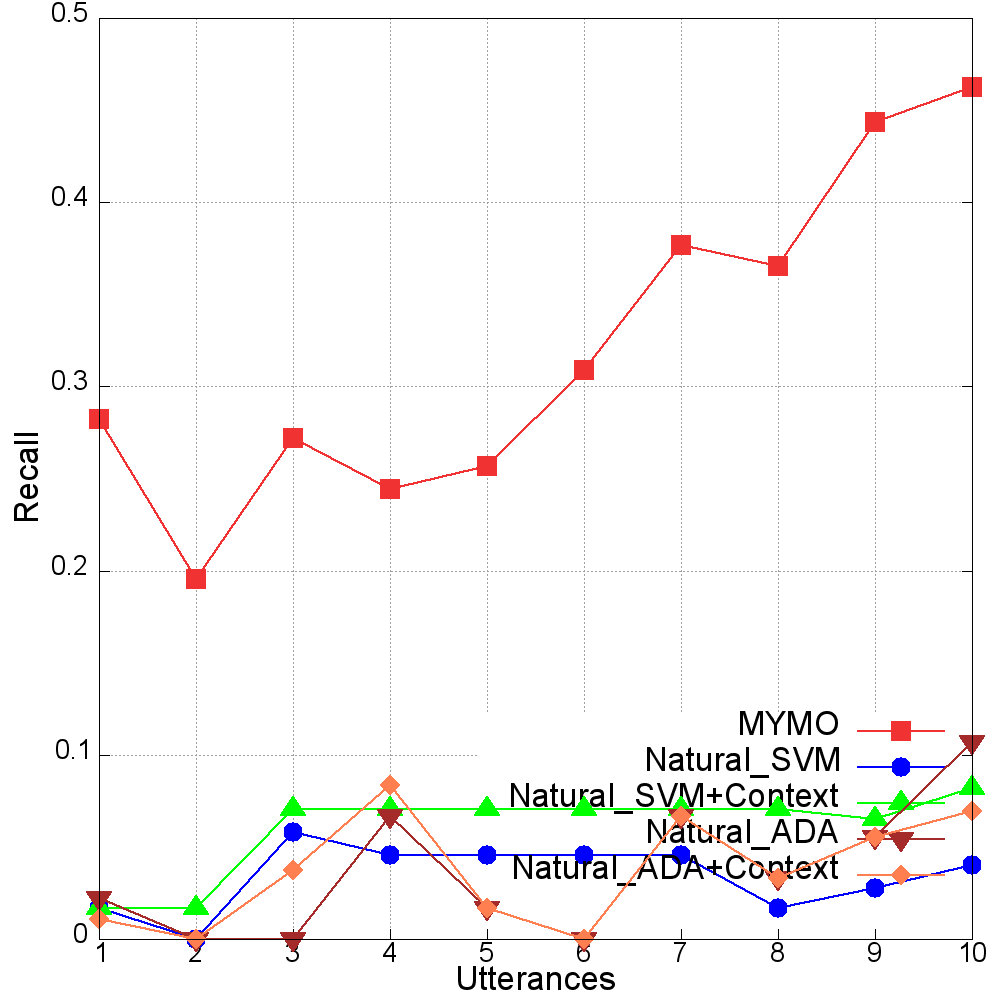 0.5
0.4
0.3
0.2
0.1
0
Recall
MYMO
Natural_SVM
Natural_SVM+Context
Natural_ADA
Natural_ADA+Context
1 2 3 4 5 6 7 8 9 10
Utterances